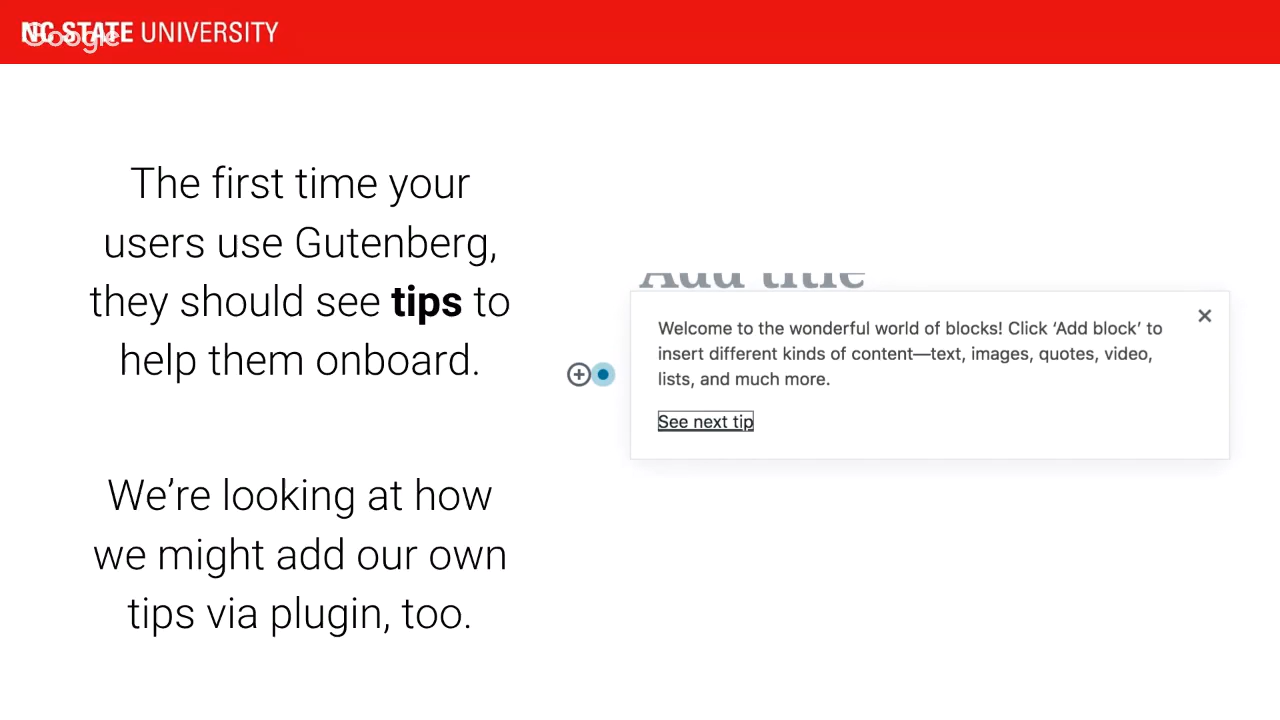 NC STATE UNIVERSITY
Google
The first time your
users use Gutenberg,
they should see tips to
help them onboard.
We’re looking at how
we might add our own
tips via plugin, too.
Add title
Welcome to the wonderful world of blocks! Click ‘Add block’ to
insert different kinds of content—text, images, quotes, video,
lists, and much more.
See next tip